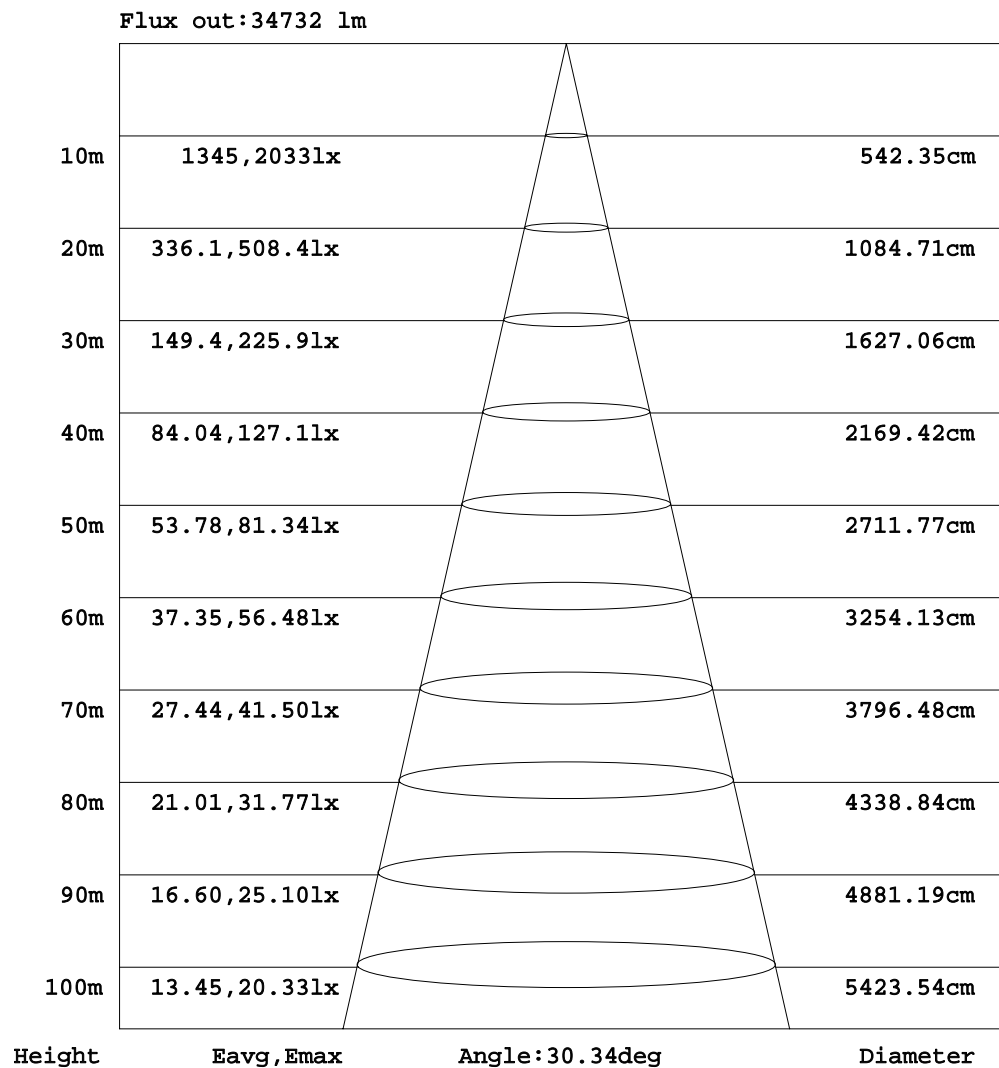 Flux out:34732 lm
10m 1345,2033lx 542.35cm
20m 336.1,508.4lx 1084.71cm
30m 149.4,225.9lx 1627.06cm
40m 84.04,127.1lx 2169.42cm
50m 53.78,81.34lx 2711.77cm
60m 37.35,56.48lx 3254.13cm
70m 27.44,41.50lx 3796.48cm
80m 21.01,31.77lx 4338.84cm
90m 16.60,25.10lx 4881.19cm
100m 13.45,20.33lx 5423.54cm
Height Eavg,Emax Angle:30.34deg Diameter